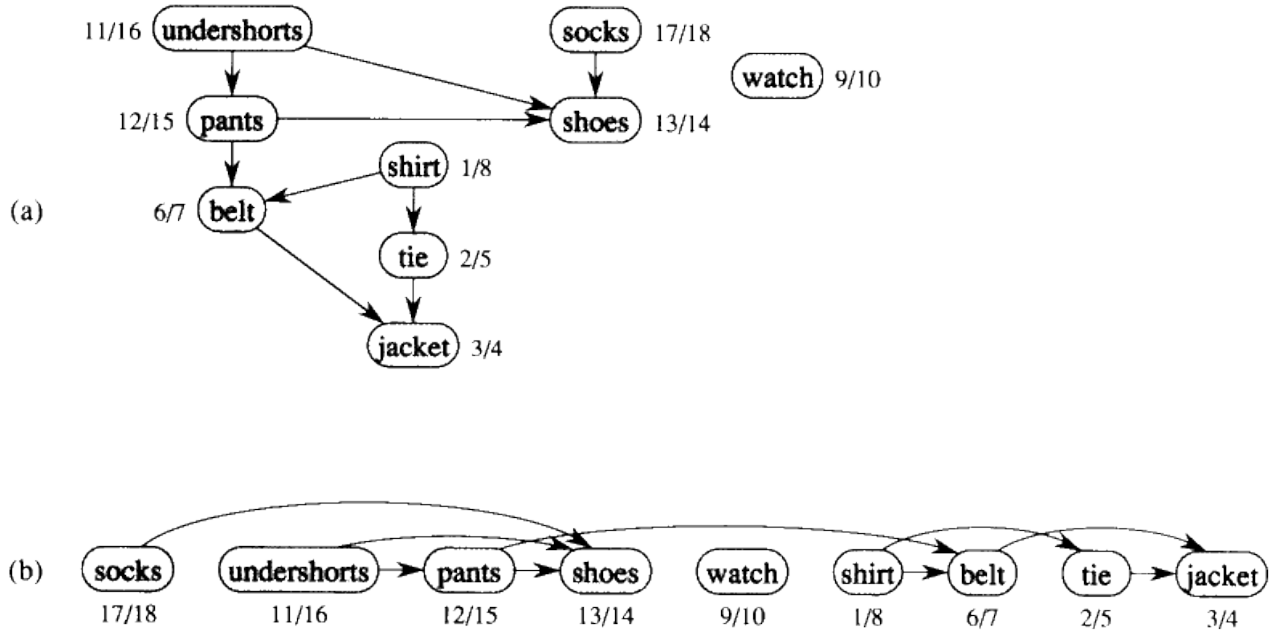 11/16 undershorts socks 17/18
watch 9/10
12/15 pants shoes 13/14
shirt 1/8
(a) 6/7 belt
tie 2/5
jacket 3/4
(b) socks undershorts pants shoes watch shirt belt tie jacket
17/18 11/16 12/15 13/14 9/10 1/8 6/7 2/5 3/4